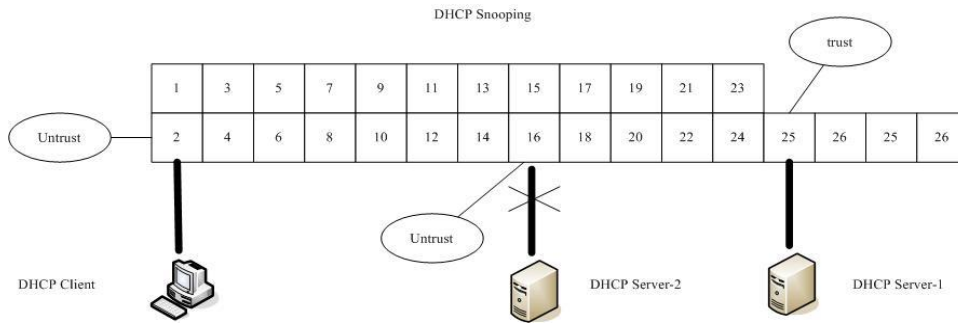 DHCP Snooping
trust
1 3 5 7 9 11 13 15 17 19 21 23
Untrust
2 4 6 8 10 12 14 16 18 20 22 24 25 26 25 26
Untrust
DHCP Client
DHCP Server-2
DHCP Server-1